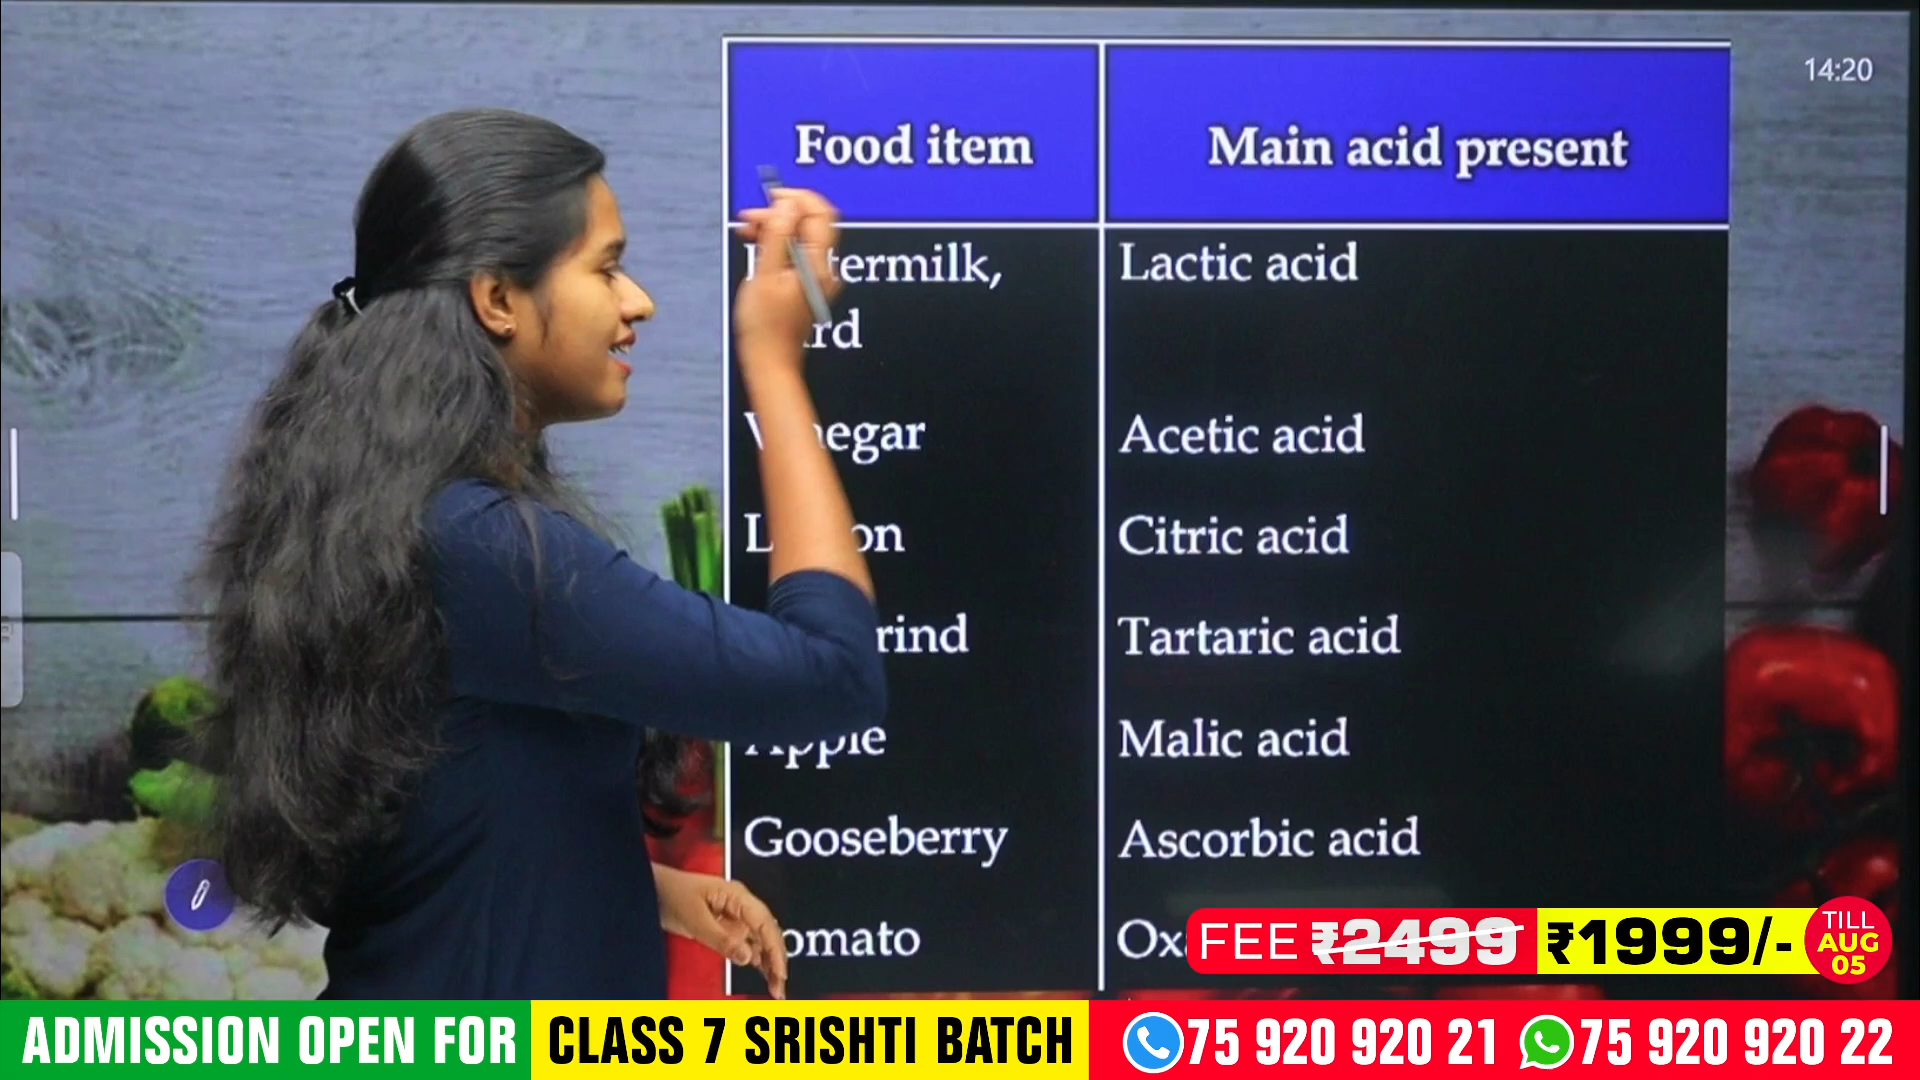 14:20
Food item Main acid present
termilk, Lactic acid
rd
egar Acetic acid
on Citric acid
rind Tartaric acid
Apple Malic acid
Gooseberry Ascorbic acid
omato Ox
FEE ₹2499 ₹1999/- TILL
AUG
05
ADMISSION OPEN FOR CLASS 7 SRISHTI BATCH 75 920 920 21 75 920 920 22